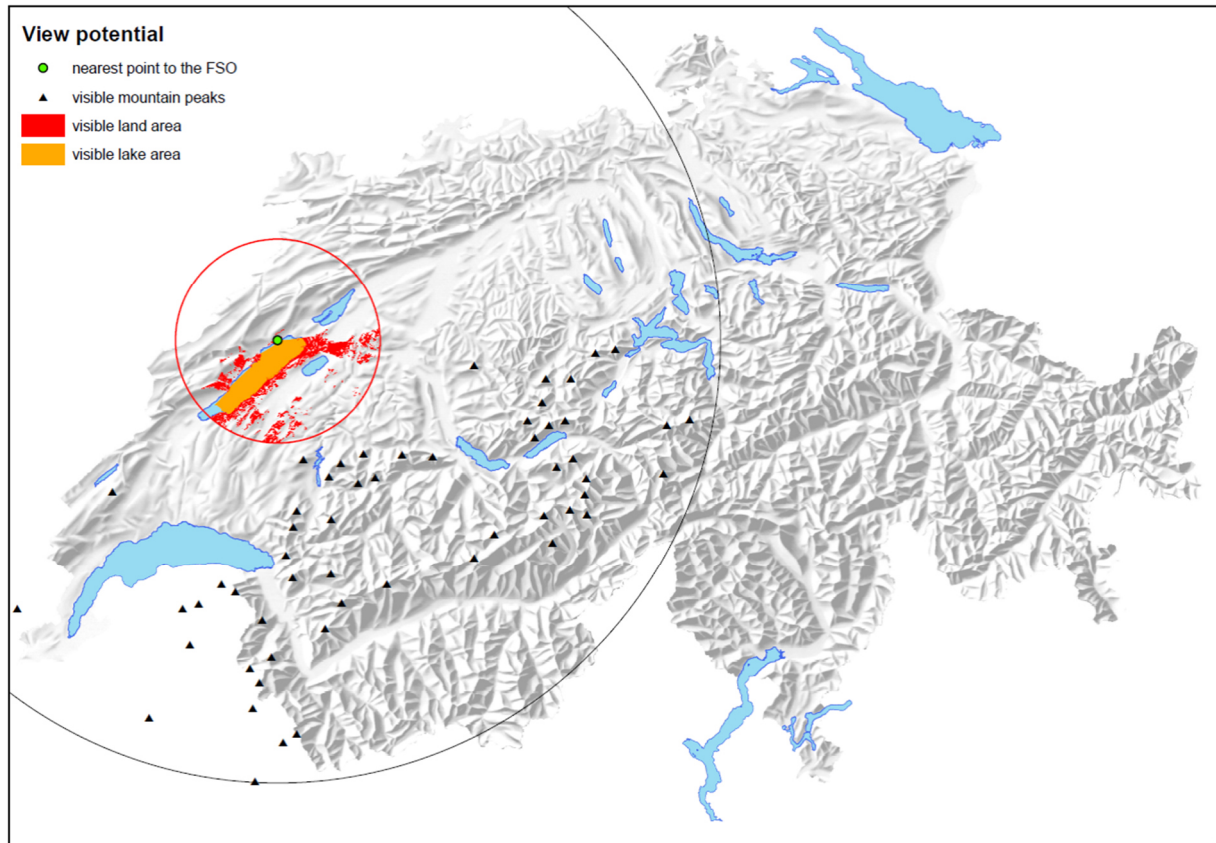 View potential
nearest point to the FSO
visible mountain peaks
visible land area
visible lake area